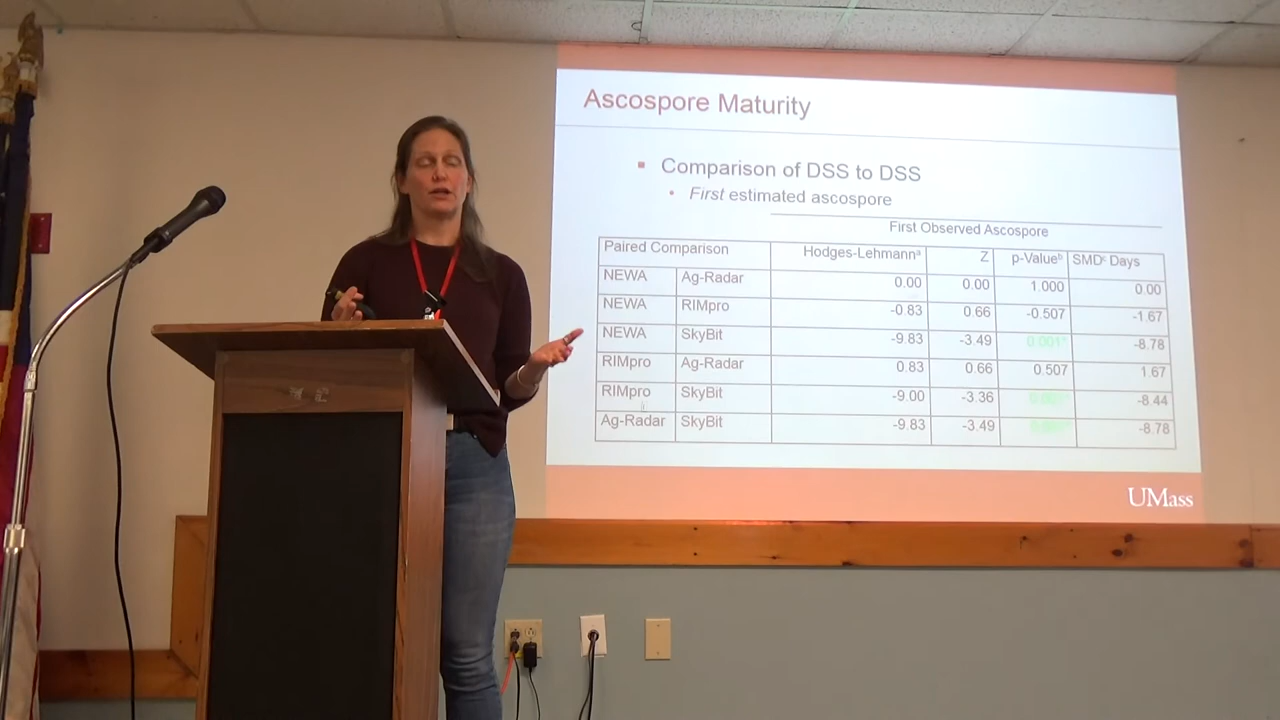 Ascospore Maturity
Comparison of DSS to DSS
First estimated ascospore
First Observed Ascospore
Paired Comparison Hodges-Lehmannᵃ Z p-Valueᵇ SMDᶜ Days
NEWA Ag-Radar 0.00 0.00 1.000 0.00
NEWA RIMpro -0.83 0.66 -0.507 -1.67
NEWA SkyBit -9.83 -3.49 0.001* -8.78
RIMpro Ag-Radar 0.83 0.66 0.507 1.67
RIMpro SkyBit -9.00 -3.36 -8.44
Ag-Radar SkyBit -9.83 -3.49 -8.78
UMass